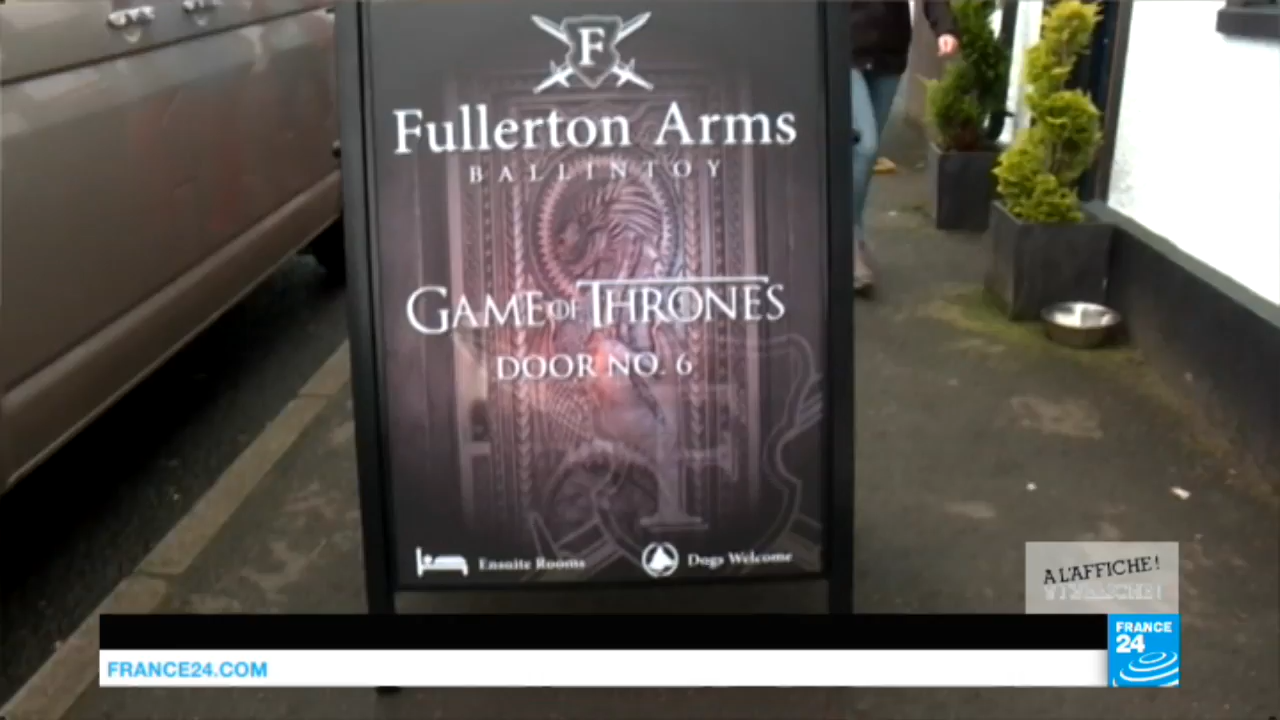 F
Fullerton Arms
BALLINTOY
GAME OF THRONES
DOOR NO. 6
F
Ensuite Rooms
Dogs Welcome
A L'AFFICHE!
FRANCE
24
FRANCE24.COM